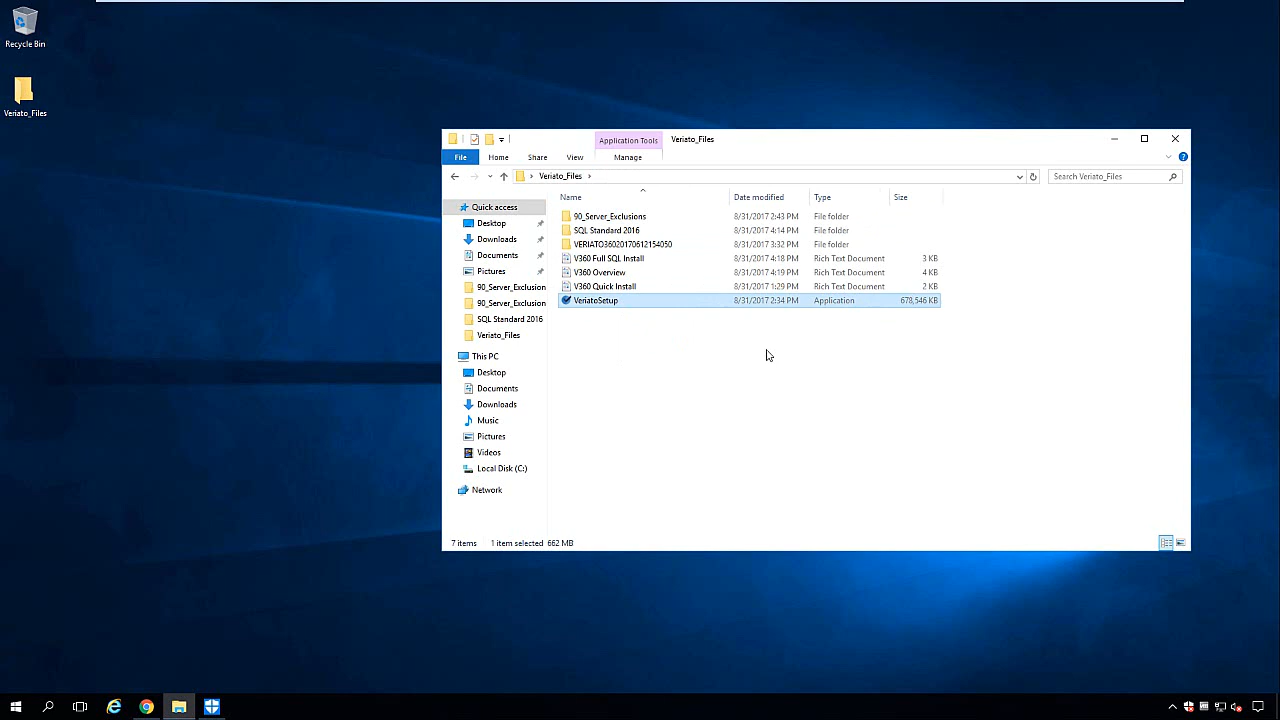 Recycle Bin
Veriato_Files
Application Tools
Veriato_Files
File
Home
Share
View
Manage
Veriato_Files
Search Veriato_Files
Name
Date modified
Type
Size
Quick access
Desktop
Downloads
Documents
Pictures
90_Server_Exclusion
90_Server_Exclusion
SQL Standard 2016
Veriato_Files
This PC
Desktop
Documents
Downloads
Music
Pictures
Videos
Local Disk (C:)
Network
90_Server_Exclusions 8/31/2017 2:43 PM File folder
SQL Standard 2016 8/31/2017 4:14 PM File folder
VERIATO36020170612154050 8/31/2017 3:32 PM File folder
V360 Full SQL Install 8/31/2017 4:18 PM Rich Text Document 3 KB
V360 Overview 8/31/2017 4:19 PM Rich Text Document 4 KB
V360 Quick Install 8/31/2017 1:29 PM Rich Text Document 2 KB
VeriatoSetup 8/31/2017 2:34 PM Application 678,546 KB
7 items 1 item selected 662 MB